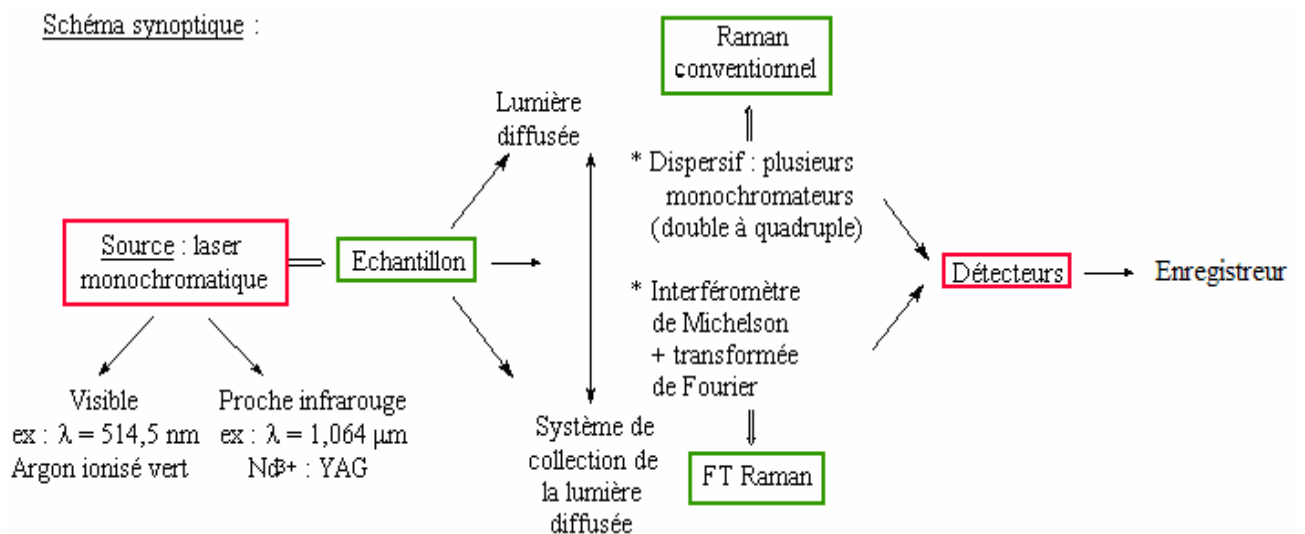 Schéma synoptique :
Raman
conventionnel
Lumière
diffusée
* Dispersif : plusieurs
monochromateurs
(double à quadruple)
Source : laser
monochromatique
Echantillon
Détecteurs
Enregistreur
* Interféromètre
de Michelson
+ transformée
de Fourier
Visible
ex : λ = 514,5 nm
Argon ionisé vert
Proche infrarouge
ex : λ = 1,064 µm
Nd3+ : YAG
Système de
collection de
la lumière
diffusée
FT Raman